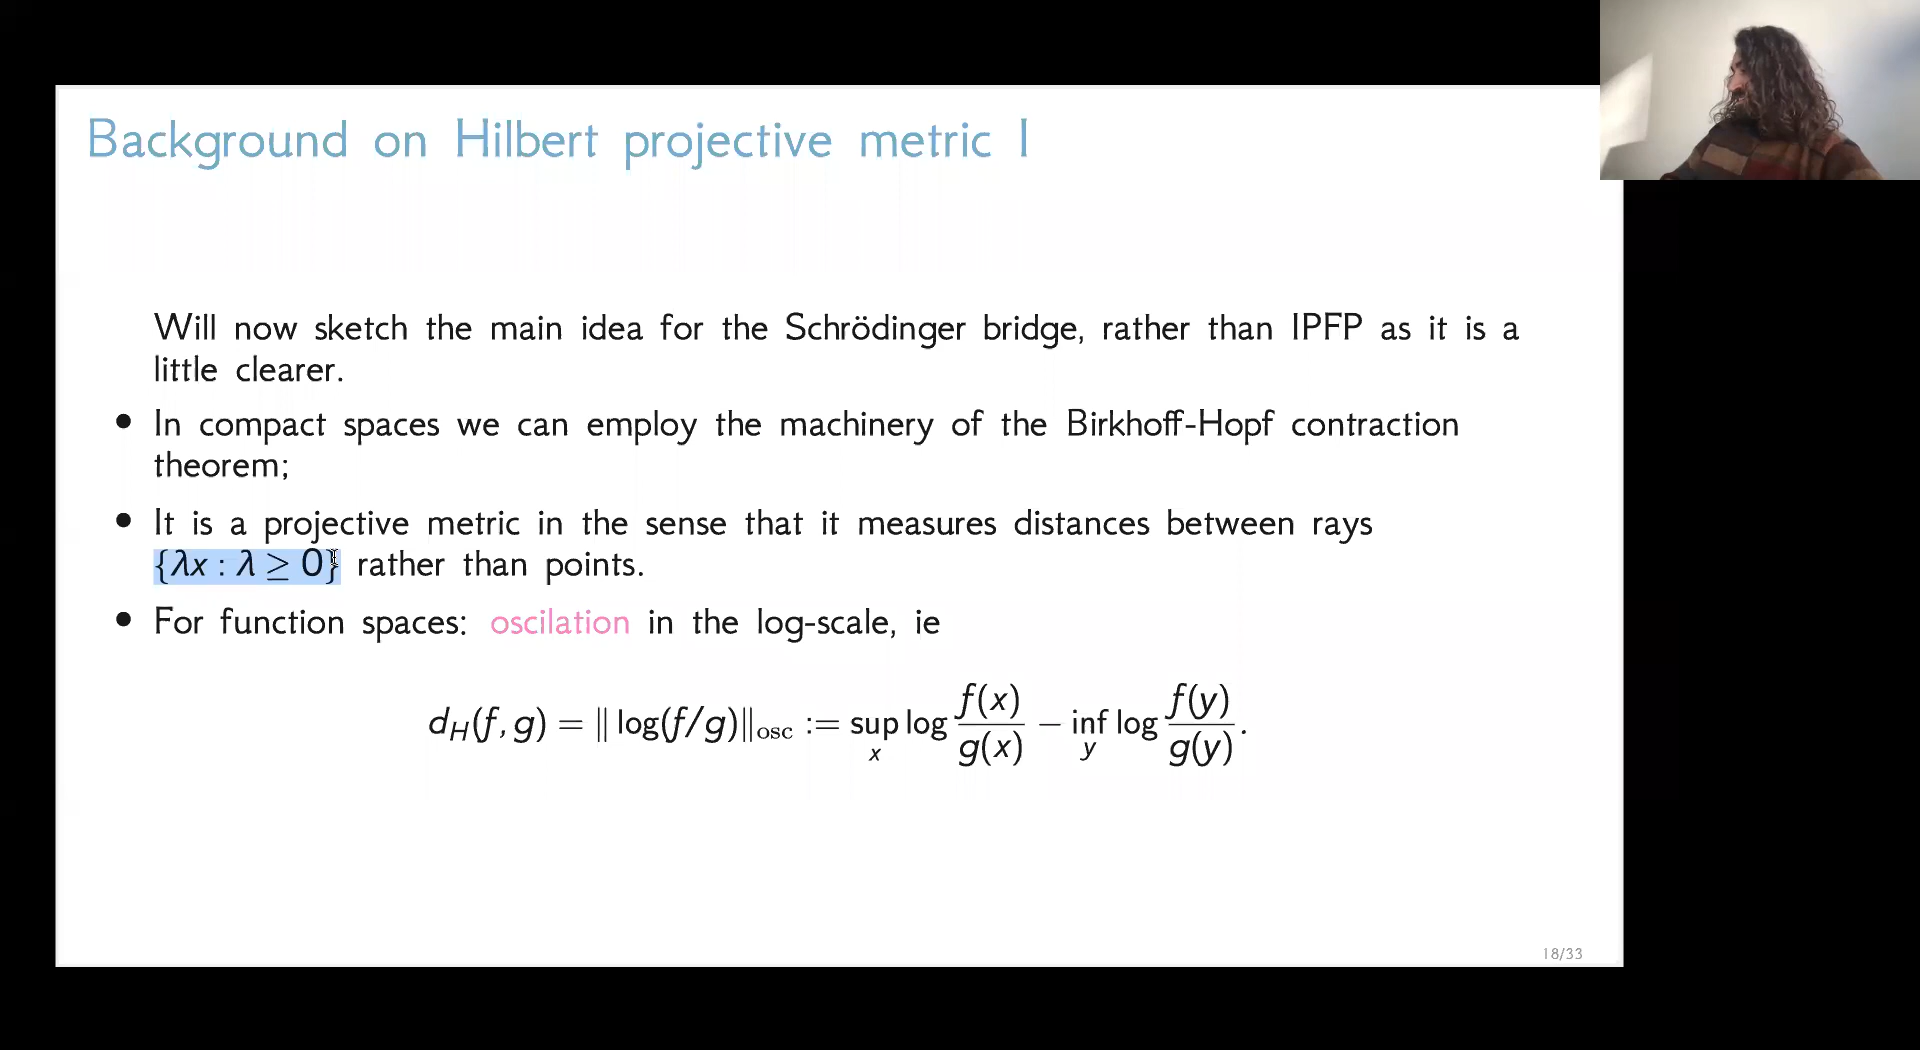 Background on Hilbert projective metric I
Will now sketch the main idea for the Schrödinger bridge, rather than IPFP as it is a
little clearer.
• In compact spaces we can employ the machinery of the Birkhoff-Hopf contraction
theorem;
• It is a projective metric in the sense that it measures distances between rays
{λx : λ ≥ 0} rather than points.
• For function spaces: oscilation in the log-scale, ie
d_H(f, g) = ‖ log(f/g)‖_osc := sup_x log f(x)/g(x) − inf_y log f(y)/g(y).
18/33